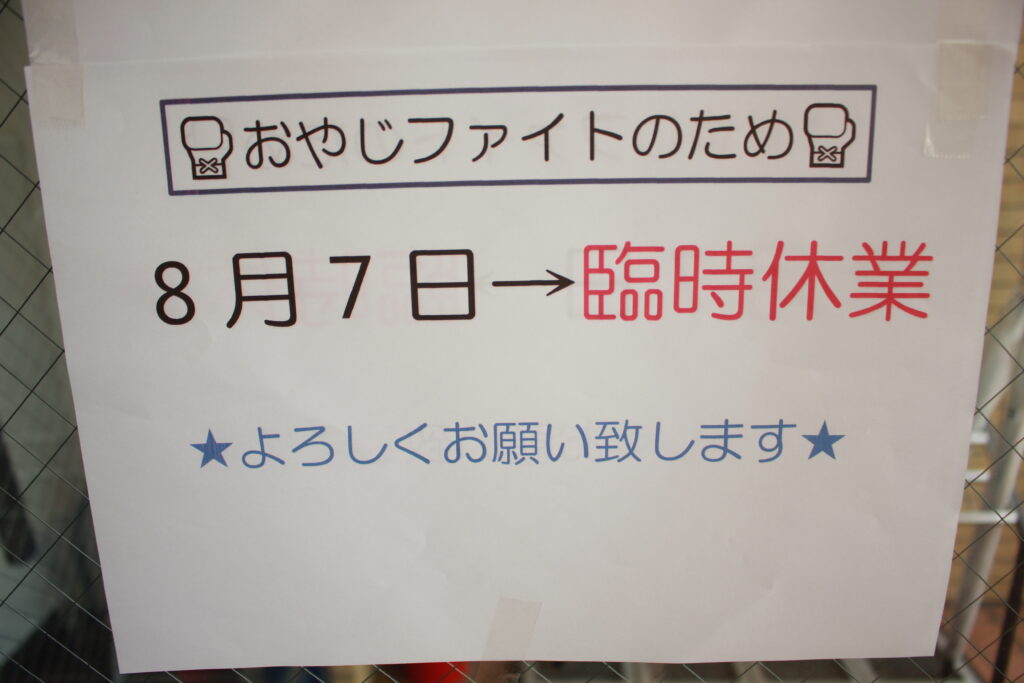 おやじファイトのため
8月7日→臨時休業
★よろしくお願い致します★